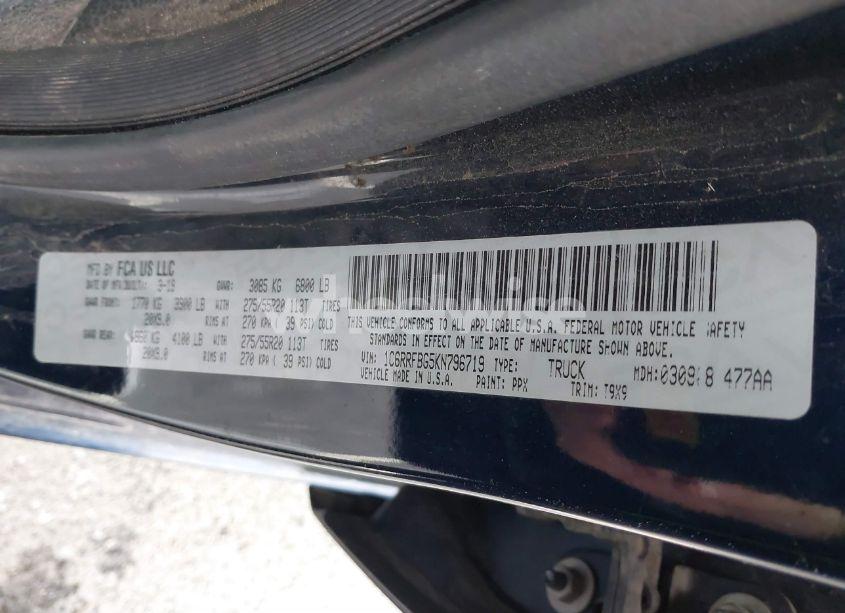 MFD BY FCA US LLC
DATE OF MFR 3-19 GVWR: 3085 KG 6800 LB
GAWR FRONT: 1770 KG 3900 LB WITH 275/55R20 113T TIRES
20X9.0 RIMS AT 270 KPA ( 39 PSI) COLD
GAWR REAR: 4100 LB WITH 275/55R20 113T TIRES
20X9.0 RIMS AT 270 KPA ( 39 PSI) COLD
THIS VEHICLE CONFORMS TO ALL APPLICABLE U.S.A. FEDERAL MOTOR VEHICLE SAFETY
STANDARDS IN EFFECT ON THE DATE OF MANUFACTURE SHOWN ABOVE.
VIN: 1C6RRFBG5KN796719 TYPE: TRUCK MDH: 477AA
VEHICLE MADE IN U.S.A. PAINT: PPX TRIM: T9X9
wheelwise